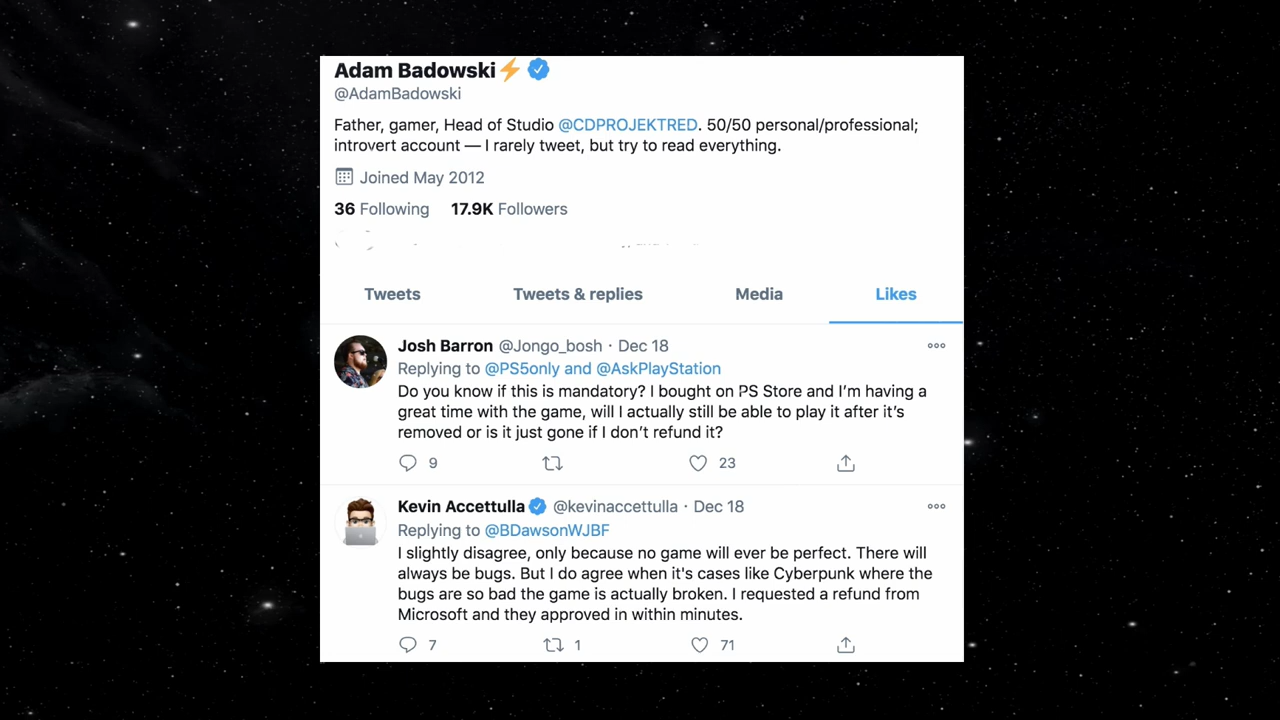 Adam Badowski⚡
@AdamBadowski
Father, gamer, Head of Studio @CDPROJEKTRED. 50/50 personal/professional;
introvert account — I rarely tweet, but try to read everything.
Joined May 2012
36 Following 17.9K Followers
Tweets Tweets & replies Media Likes
Josh Barron @Jongo_bosh · Dec 18
Replying to @PS5only and @AskPlayStation
Do you know if this is mandatory? I bought on PS Store and I’m having a
great time with the game, will I actually still be able to play it after it’s
removed or is it just gone if I don’t refund it?
9 23
Kevin Accettulla @kevinaccettulla · Dec 18
Replying to @BDawsonWJBF
I slightly disagree, only because no game will ever be perfect. There will
always be bugs. But I do agree when it's cases like Cyberpunk where the
bugs are so bad the game is actually broken. I requested a refund from
Microsoft and they approved in within minutes.
7 1 71